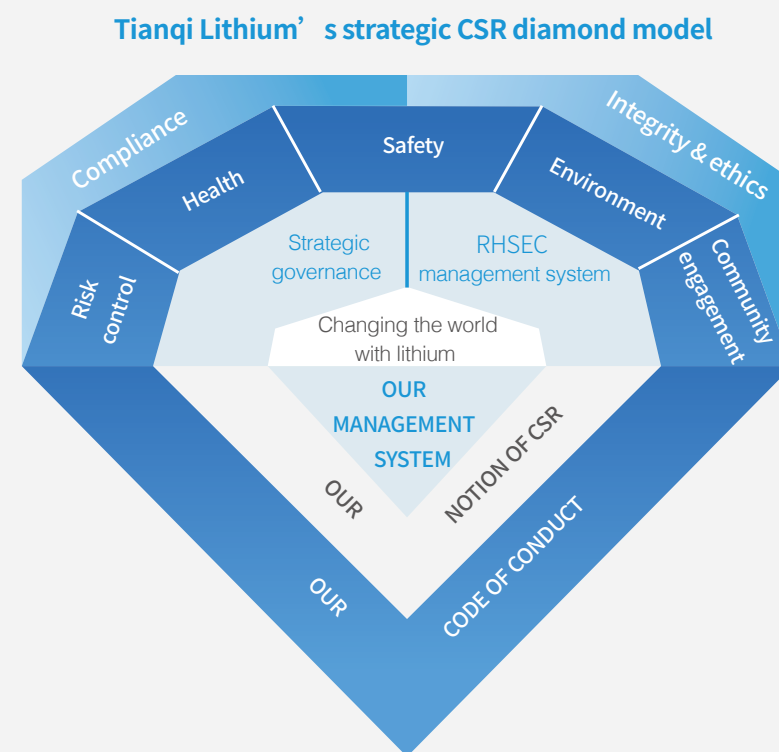 Tianqi Lithium’s strategic CSR diamond model
Compliance
Integrity & ethics
Risk
control
Health
Safety
Environment
Community
engagement
Strategic
governance
RHSEC
management system
Changing the world
with lithium
OUR
MANAGEMENT
SYSTEM
OUR
NOTION OF CSR
OUR
CODE OF CONDUCT